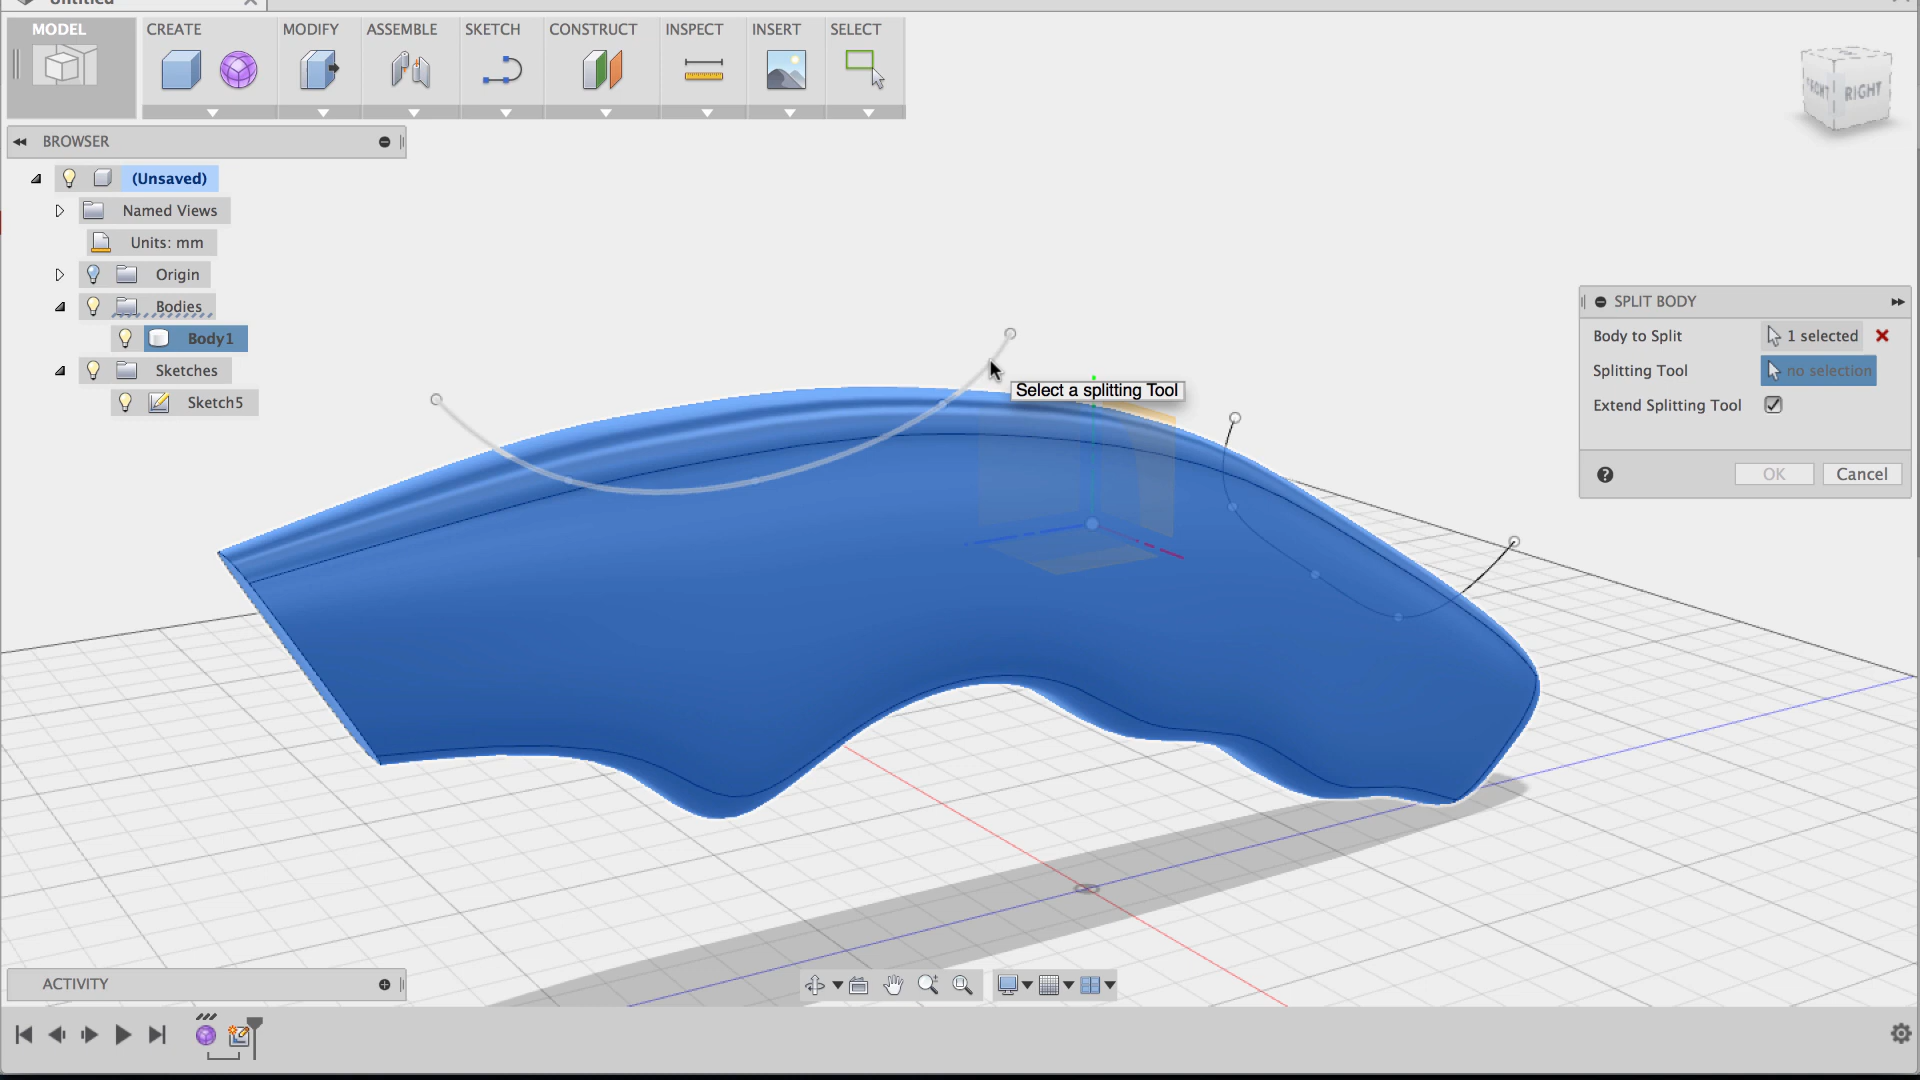 Untitled
MODEL
CREATE
MODIFY
ASSEMBLE
SKETCH
CONSTRUCT
INSPECT
INSERT
SELECT
FRONT
RIGHT
BROWSER
(Unsaved)
Named Views
Units: mm
Origin
Bodies
Body1
Sketches
Sketch5
Select a splitting Tool
SPLIT BODY
Body to Split
1 selected
Splitting Tool
no selection
Extend Splitting Tool
OK
Cancel
ACTIVITY